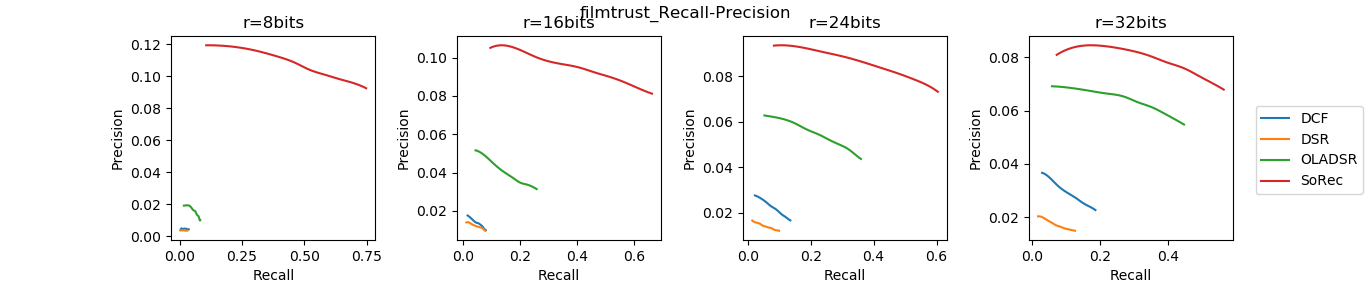 filmtrust_Recall-Precision
r=8bits
0.12
0.10
0.08
0.06
0.04
0.02
0.00
Precision
0.00
0.25
0.50
0.75
Recall
r=16bits
0.10
0.08
0.06
0.04
0.02
Precision
0.0
0.2
0.4
0.6
Recall
r=24bits
0.08
0.06
0.04
0.02
Precision
0.0
0.2
0.4
0.6
Recall
r=32bits
0.08
0.06
0.04
0.02
Precision
0.0
0.2
0.4
Recall
DCF
DSR
OLADSR
SoRec